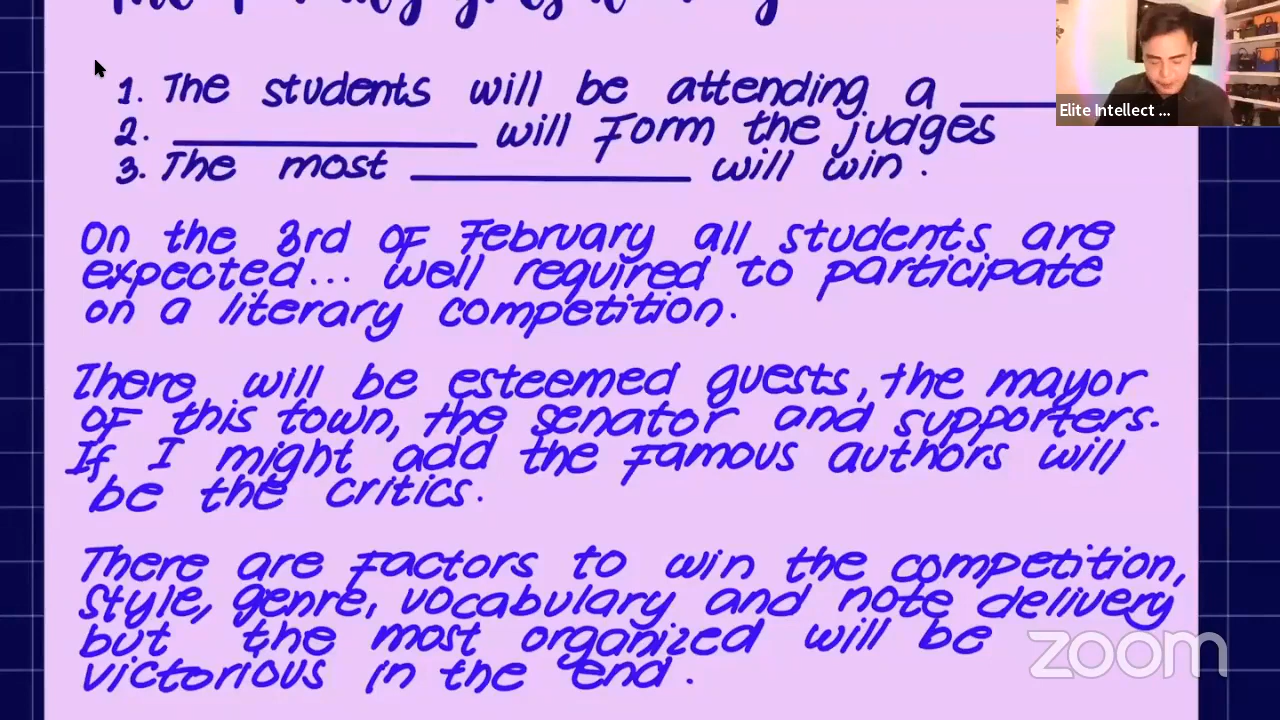 1. The students will be attending a ____
Elite Intellect ...
2. ____________ will form the judges
3. The most ____________ will win.
On the 3rd of February all students are
expected... well required to participate
on a literary competition.
There will be esteemed guests, the mayor
of this town, the senator and supporters.
If I might add the famous authors will
be the critics.
There are factors to win the competition,
style, genre, vocabulary and note delivery
but the most organized will be
victorious in the end.
zoom